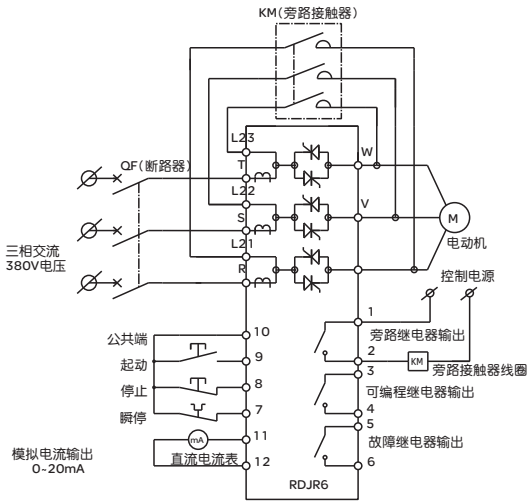 KM(旁路接触器)
L23
QF(断路器)
T
W
L22
S
V
M
L21
三相交流
380V电压
电动机
R
控制电源
1
公共端
10
旁路继电器输出
起动
9
2
KM
旁路接触器线圈
3
停止
8
可编程继电器输出
瞬停
7
4
5
mA
11
故障继电器输出
模拟电流输出
0~20mA
直流电流表
12
6
RDJR6